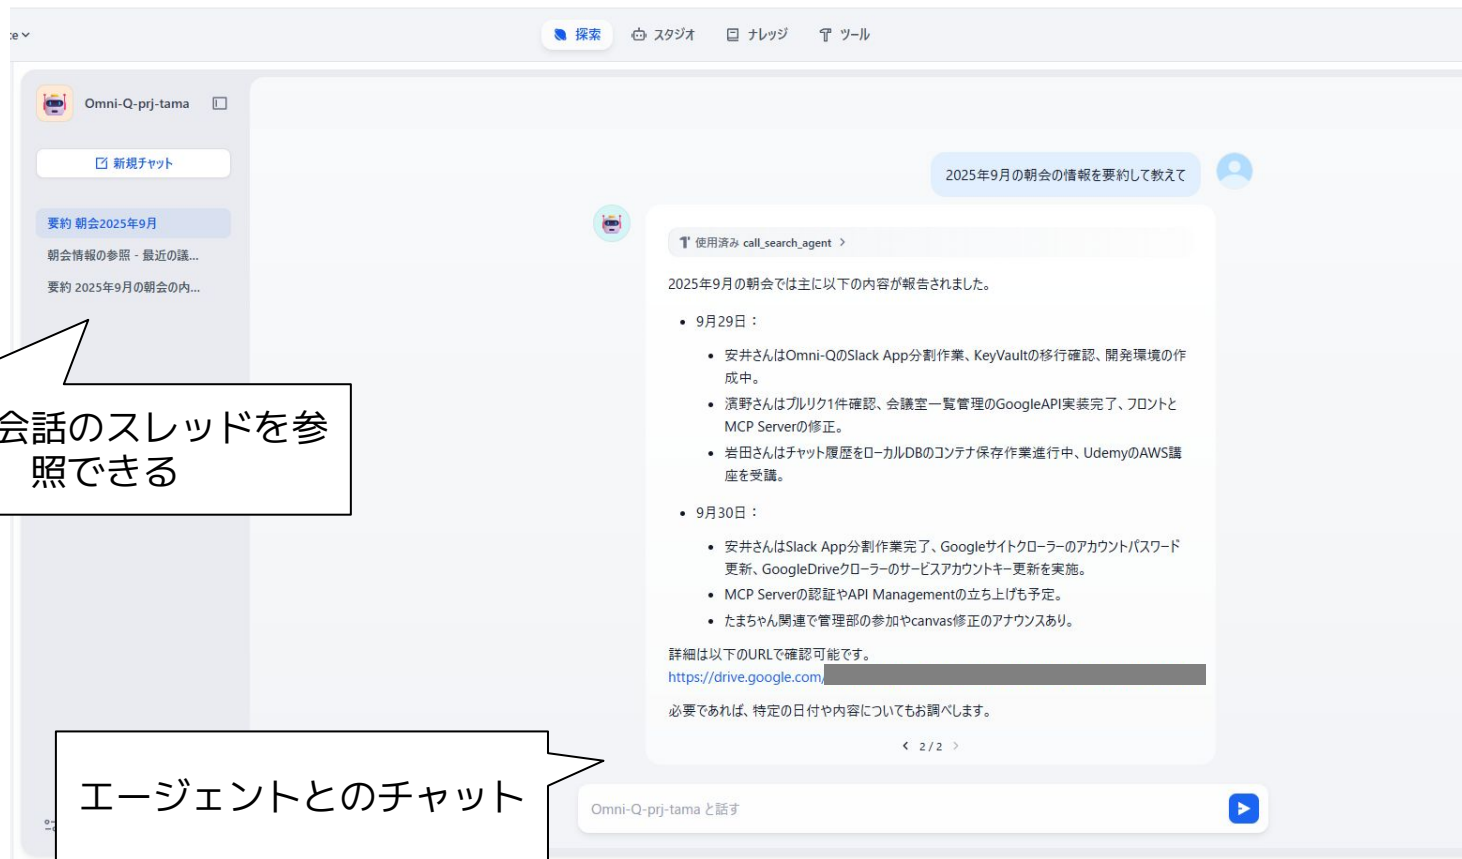 探索 スタジオ ナレッジ ツール
Omni-Q-prj-tama
新規チャット
要約 朝会2025年9月
朝会情報の参照 - 最近の議...
要約 2025年9月の朝会の内...
会話のスレッドを参
照できる
2025年9月の朝会の情報を要約して教えて
使用済み call_search_agent
2025年9月の朝会では主に以下の内容が報告されました。
• 9月29日:
• 安井さんはOmni-QのSlack App分割作業、KeyVaultの移行確認、開発環境の作
成中。
• 濱野さんはプルリク1件確認、会議室一覧管理のGoogleAPI実装完了、フロントと
MCP Serverの修正。
• 岩田さんはチャット履歴をローカルDBのコンテナ保存作業進行中、UdemyのAWS講
座を受講。
• 9月30日:
• 安井さんはSlack App分割作業完了、Googleサイトクローラーのアカウントパスワード
更新、GoogleDriveクローラーのサービスアカウントキー更新を実施。
• MCP Serverの認証やAPI Managementの立ち上げも予定。
• たまちゃん関連で管理部の参加やcanvas修正のアナウンスあり。
詳細は以下のURLで確認可能です。
https://drive.google.com/
必要であれば、特定の日付や内容についてもお調べします。
< 2 / 2 >
エージェントとのチャット
Omni-Q-prj-tama と話す